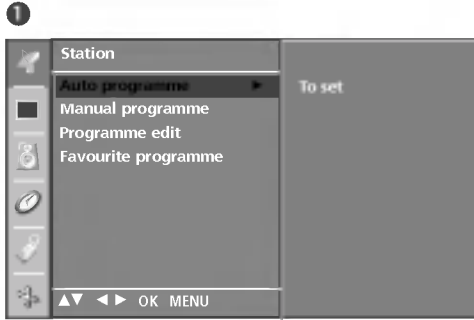 1
Station
Auto programme ► To set
Manual programme
Programme edit
Favourite programme
▲▼ ◄► OK MENU